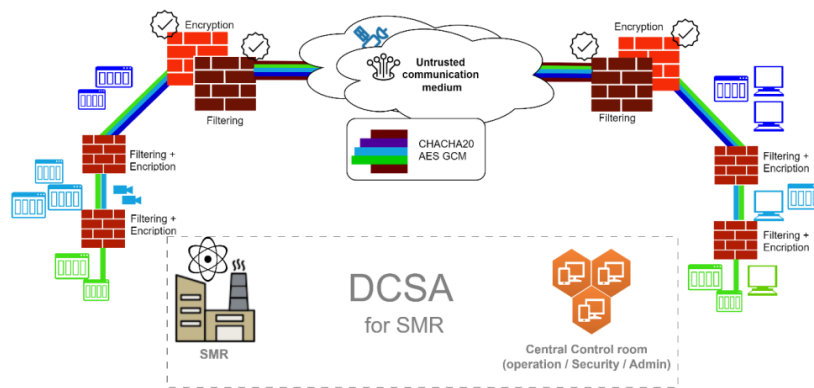 Encryption
Filtering
Untrusted
communication
medium
Encryption
Filtering
CHACHA20
AES GCM
Filtering +
Encription
Filtering +
Encription
Filtering +
Encription
Filtering +
Encription
DCSA
for SMR
SMR
Central Control room
(operation / Security / Admin)